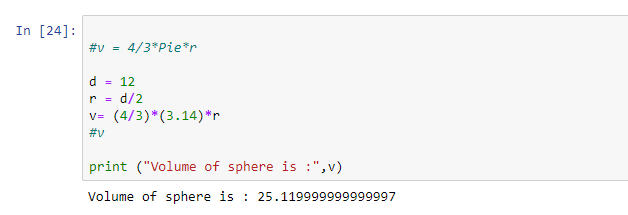 In [24]:
#v = 4/3*Pie*r
d = 12
r = d/2
v= (4/3)*(3.14)*r
#v
print ("Volume of sphere is :",v)
Volume of sphere is : 25.119999999999997